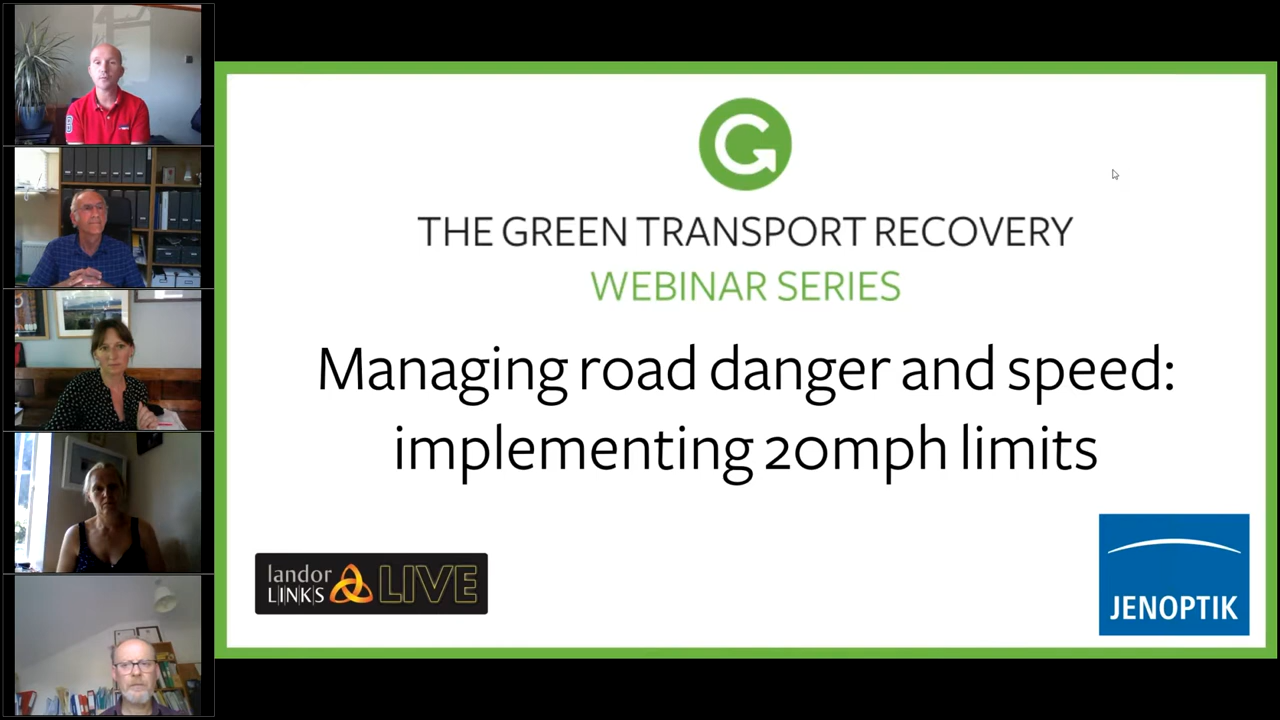 THE GREEN TRANSPORT RECOVERY
WEBINAR SERIES
Managing road danger and speed:
implementing 20mph limits
landor
LINKS
LIVE
JENOPTIK